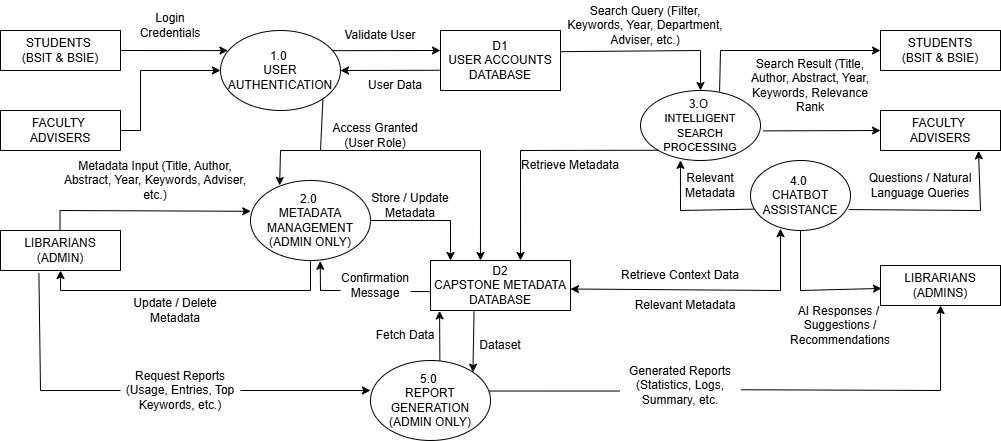 Login
Credentials
STUDENTS
(BSIT & BSIE)
1.0
USER
AUTHENTICATION
Validate User
User Data
D1
USER ACCOUNTS
DATABASE
Search Query (Filter,
Keywords, Year, Department,
Adviser, etc.)
STUDENTS
(BSIT & BSIE)
Search Result (Title,
Author, Abstract, Year,
Keywords, Relevance
Rank
FACULTY
ADVISERS
Access Granted
(User Role)
3.O
INTELLIGENT
SEARCH
PROCESSING
FACULTY
ADVISERS
Metadata Input (Title, Author,
Abstract, Year, Keywords, Adviser,
etc.)
Retrieve Metadata
Relevant
Metadata
4.0
CHATBOT
ASSISTANCE
Questions / Natural
Language Queries
2.0
METADATA
MANAGEMENT
(ADMIN ONLY)
Store / Update
Metadata
LIBRARIANS
(ADMIN)
Update / Delete
Metadata
Confirmation
Message
D2
CAPSTONE METADATA
DATABASE
Retrieve Context Data
Relevant Metadata
LIBRARIANS
(ADMINS)
AI Responses /
Suggestions /
Recommendations
Fetch Data
Dataset
Request Reports
(Usage, Entries, Top
Keywords, etc.)
5.0
REPORT
GENERATION
(ADMIN ONLY)
Generated Reports
(Statistics, Logs,
Summary, etc.